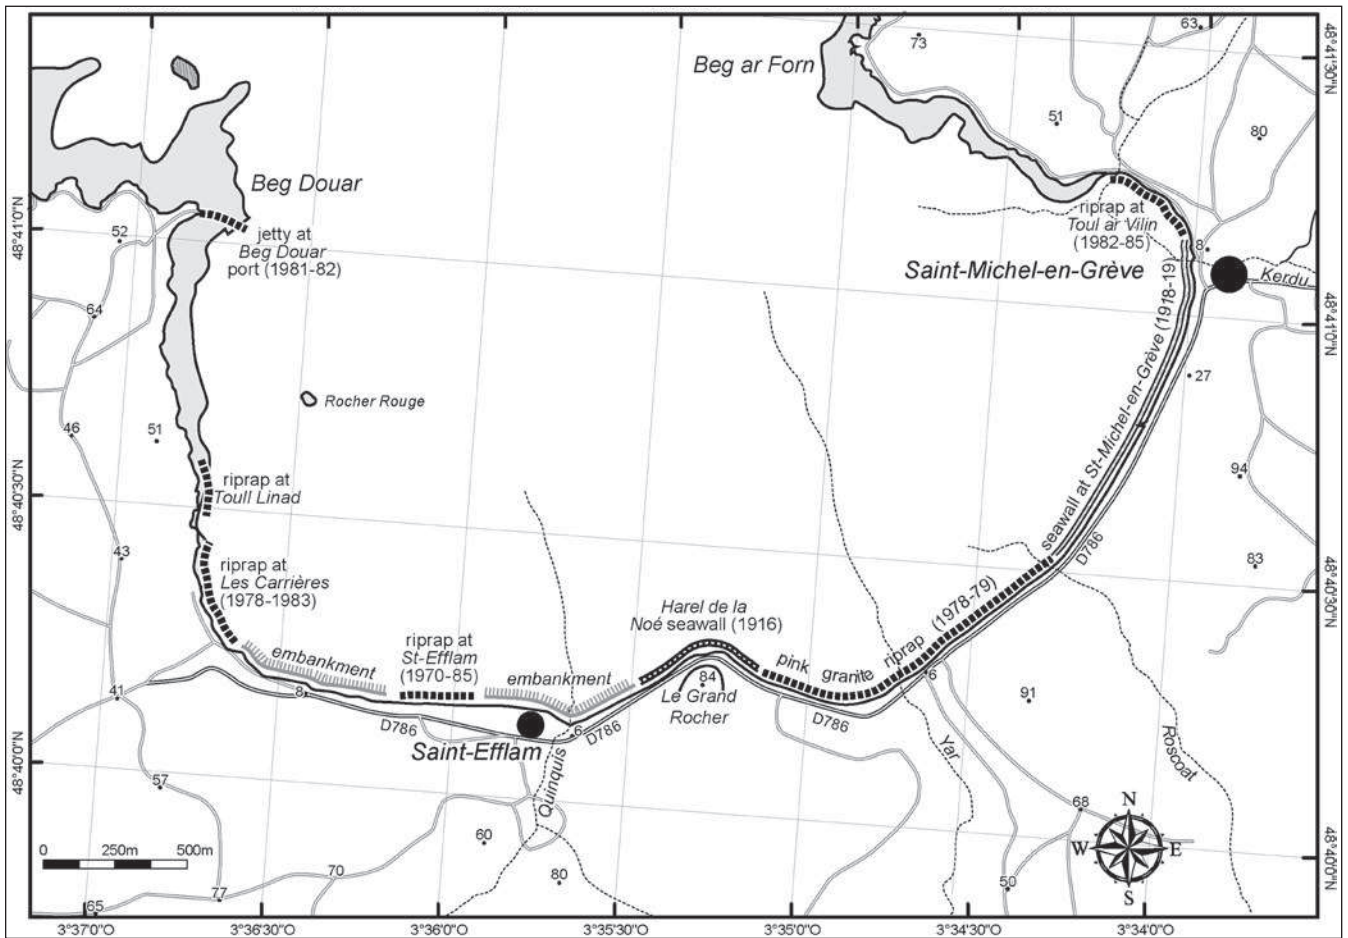 63
73
Beg ar Forn
51
80
48°41'30"N
Beg Douar
jetty at
Beg Douar
port (1981-82)
52
64
48°41'0"N
riprap at
Toul ar Vilin
(1982-85)
8
Saint-Michel-en-Grève
Kerdu
48°41'0"N
27
seawall at St-Michel-en-Grève (1918-19)
Rocher Rouge
46
51
94
riprap at
Toull Linad
48°40'30"N
43
83
D786
48°40'30"N
riprap at
Les Carrières
(1978-1983)
Harel de la
Noé seawall (1916)
pink granite riprap (1978-79)
embankment
riprap at
St-Efflam
(1970-85)
embankment
84
Le Grand
Rocher
6
91
41
8
D786
6
D786
D786
Saint-Efflam
Quinquis
Yar
Roscoat
48°40'0"N
57
60
80
68
50
N
W
E
S
48°40'0"N
0 250m 500m
70
77
65
3°37'0"O
3°36'30"O
3°36'0"O
3°35'30"O
3°35'0"O
3°34'30"O
3°34'0"O